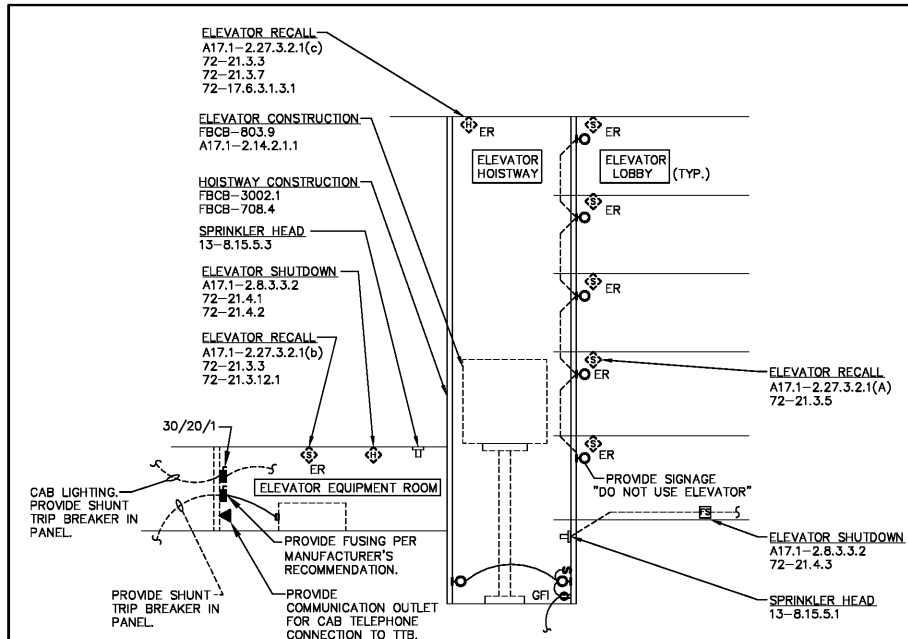 ELEVATOR RECALL
A17.1-2.27.3.2.1(c)
72-21.3.3
72-21.3.7
72-17.6.3.1.3.1
ELEVATOR CONSTRUCTION
FBCB-803.9
A17.1-2.14.2.1.1
HOISTWAY CONSTRUCTION
FBCB-3002.1
FBCB-708.4
SPRINKLER HEAD
13-8.15.5.3
ELEVATOR SHUTDOWN
A17.1-2.8.3.3.2
72-21.4.1
72-21.4.2
ELEVATOR RECALL
A17.1-2.27.3.2.1(b)
72-21.3.3
72-21.3.12.1
30/20/1
H
ER
ELEVATOR
HOISTWAY
S
ER
ELEVATOR
LOBBY
(TYP.)
S
ER
S
ER
S
ER
S
ER
ELEVATOR RECALL
A17.1-2.27.3.2.1(A)
72-21.3.5
S
ER
H
ELEVATOR EQUIPMENT ROOM
CAB LIGHTING.
PROVIDE SHUNT
TRIP BREAKER IN
PANEL.
PROVIDE SHUNT
TRIP BREAKER IN
PANEL.
PROVIDE FUSING PER
MANUFACTURER'S
RECOMMENDATION.
PROVIDE
COMMUNICATION OUTLET
FOR CAB TELEPHONE
CONNECTION TO TTB.
PROVIDE SIGNAGE
"DO NOT USE ELEVATOR"
FS
ELEVATOR SHUTDOWN
A17.1-2.8.3.3.2
72-21.4.3
S
GFI
SPRINKLER HEAD
13-8.15.5.1